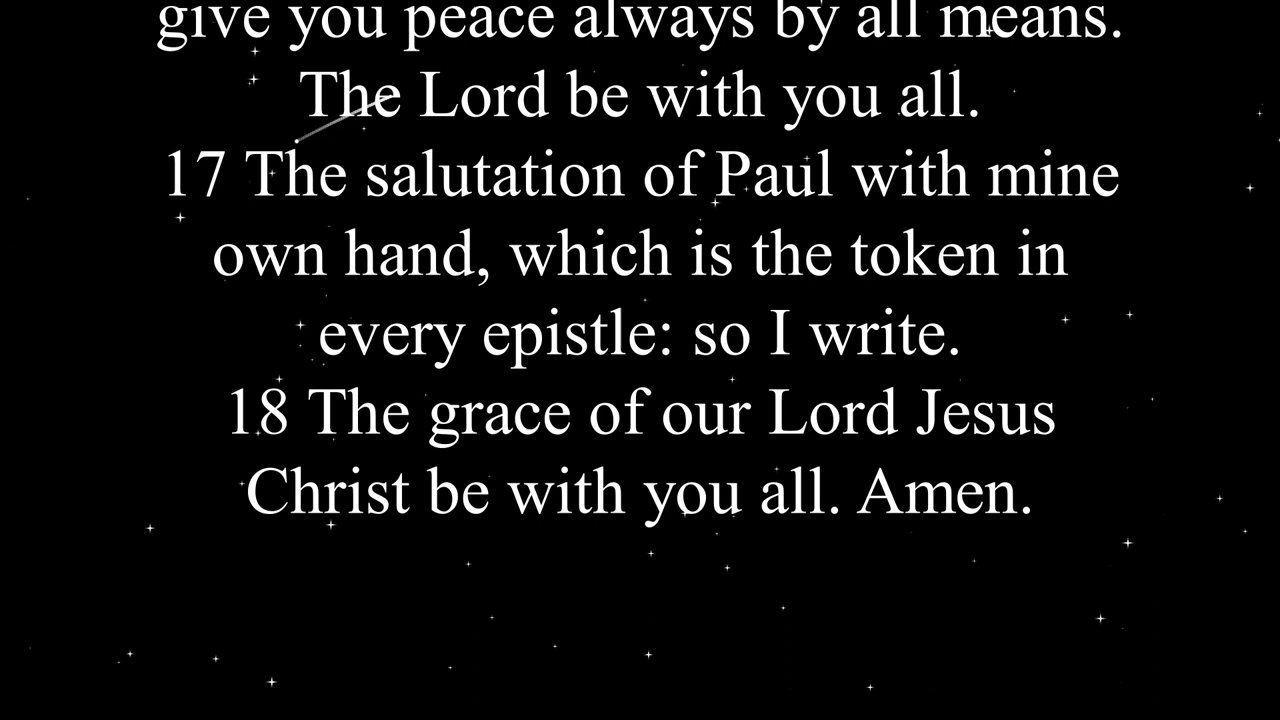 give you peace always by all means.
The Lord be with you all.
17 The salutation of Paul with mine
own hand, which is the token in
every epistle: so I write.
18 The grace of our Lord Jesus
Christ be with you all. Amen.